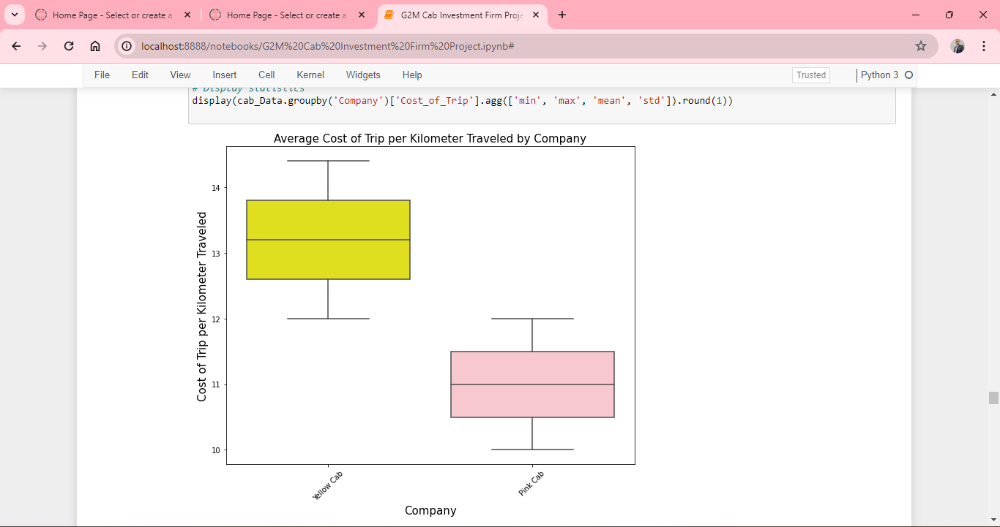 Home Page - Select or create a
Home Page - Select or create a
G2M Cab Investment Firm Proje
localhost:8888/notebooks/G2M%20Cab%20Investment%20Firm%20Project.ipynb#
File Edit View Insert Cell Kernel Widgets Help Trusted Python 3
# Display statistics
display(cab_Data.groupby('Company')['Cost_of_Trip'].agg(['min', 'max', 'mean', 'std']).round(1))
Average Cost of Trip per Kilometer Traveled by Company
Cost of Trip per Kilometer Traveled
14
13
12
11
10
Yellow Cab
Pink Cab
Company